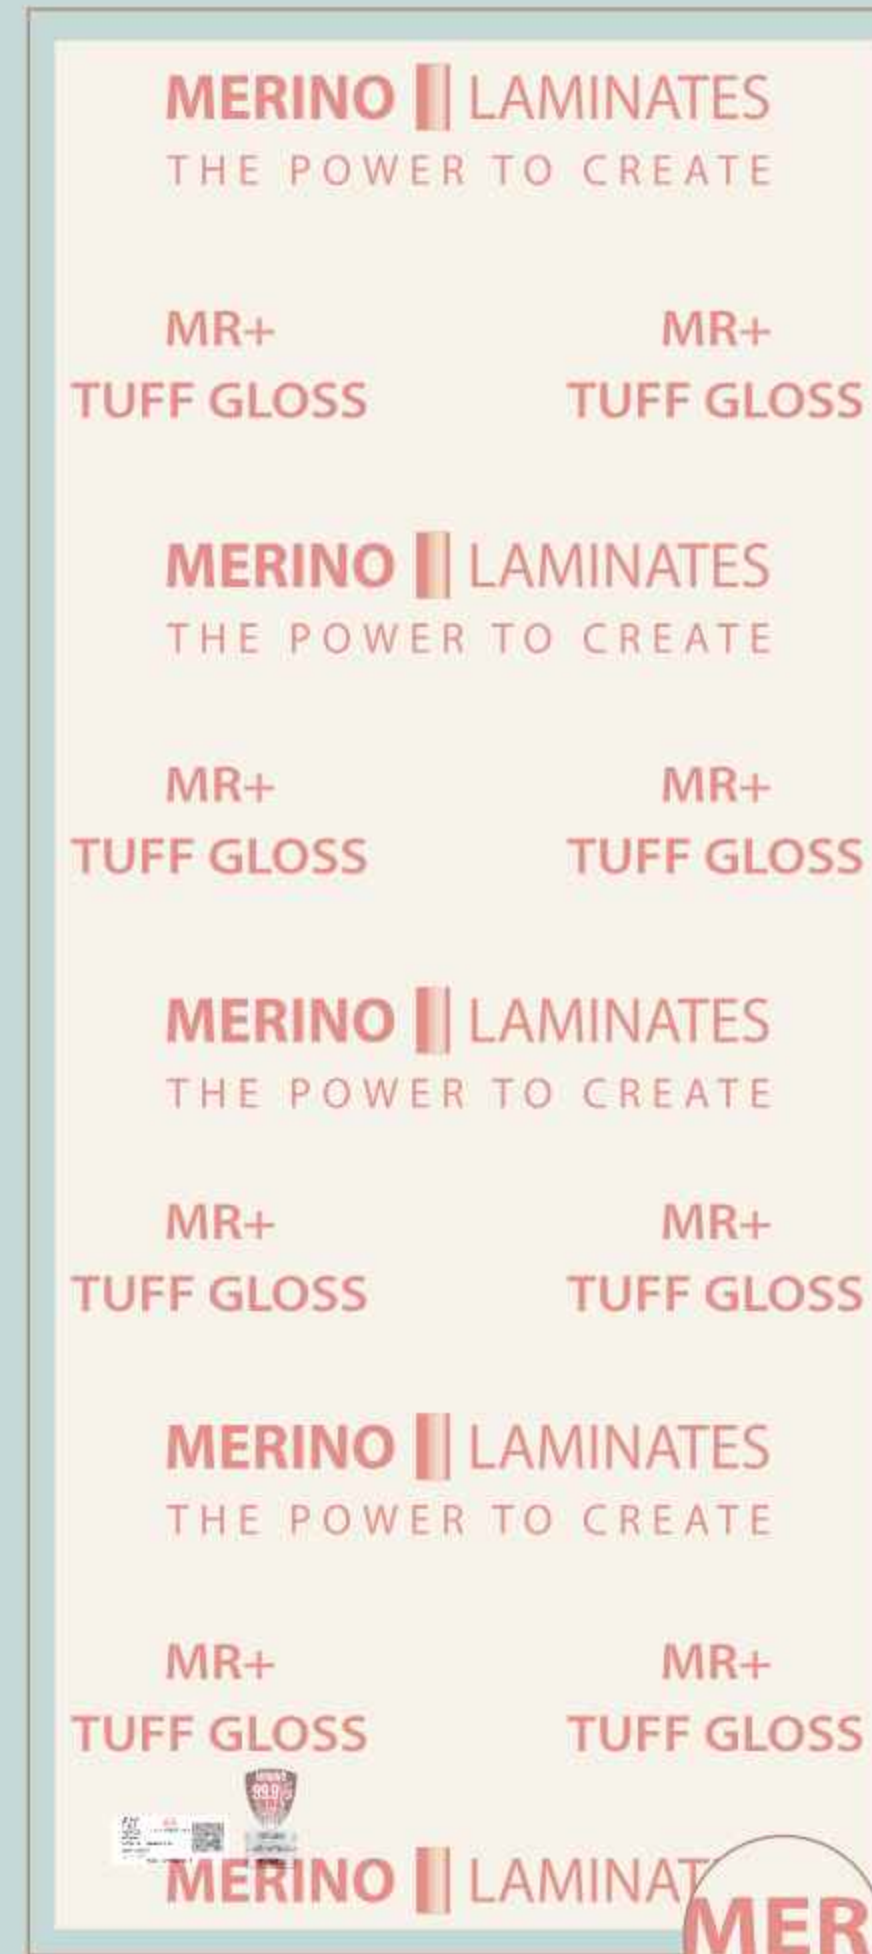 MERINO LAMINATES
THE POWER TO CREATE
MR+ MR+
TUFF GLOSS TUFF GLOSS
MERINO LAMINATES
THE POWER TO CREATE
MR+ MR+
TUFF GLOSS TUFF GLOSS
MERINO LAMINATES
THE POWER TO CREATE
MR+ MR+
TUFF GLOSS TUFF GLOSS
MERINO LAMINATES
THE POWER TO CREATE
MR+ MR+
TUFF GLOSS TUFF GLOSS
99.9%
MERINO LAMINAT
MER